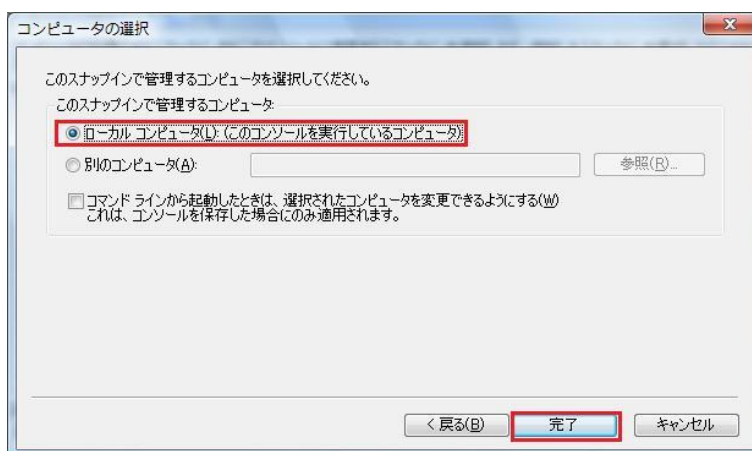 コンピュータの選択
このスナップインで管理するコンピュータを選択してください。
このスナップインで管理するコンピュータ:
ローカル コンピュータ(L): (このコンソールを実行しているコンピュータ)
別のコンピュータ(A):
参照(R)...
コマンド ラインから起動したときは、選択されたコンピュータを変更できるようにする(W)
これは、コンソールを保存した場合にのみ適用されます。
< 戻る(B)
完了
キャンセル